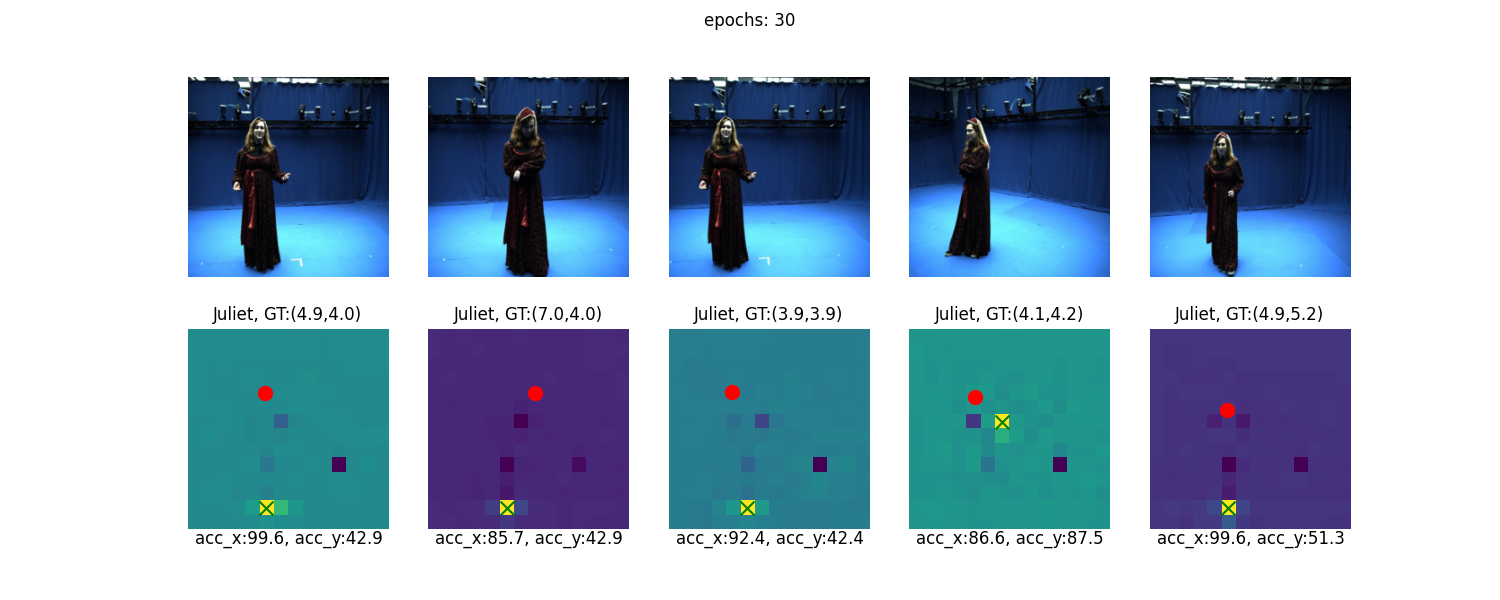 epochs: 30
Juliet, GT:(4.9,4.0)
Juliet, GT:(7.0,4.0)
Juliet, GT:(3.9,3.9)
Juliet, GT:(4.1,4.2)
Juliet, GT:(4.9,5.2)
acc_x:99.6, acc_y:42.9
acc_x:85.7, acc_y:42.9
acc_x:92.4, acc_y:42.4
acc_x:86.6, acc_y:87.5
acc_x:99.6, acc_y:51.3